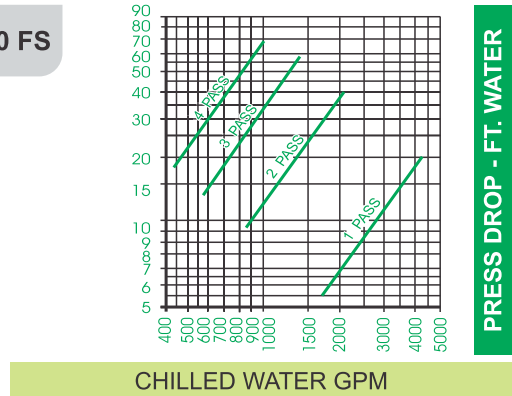 0 FS
90
80
70
60
50
40
30
20
15
10
9
8
7
6
5
4 PASS
3 PASS
2 PASS
1 PASS
400 500 600 700 800 900 1000 1500 2000 3000 4000 5000
CHILLED WATER GPM
PRESS DROP - FT. WATER